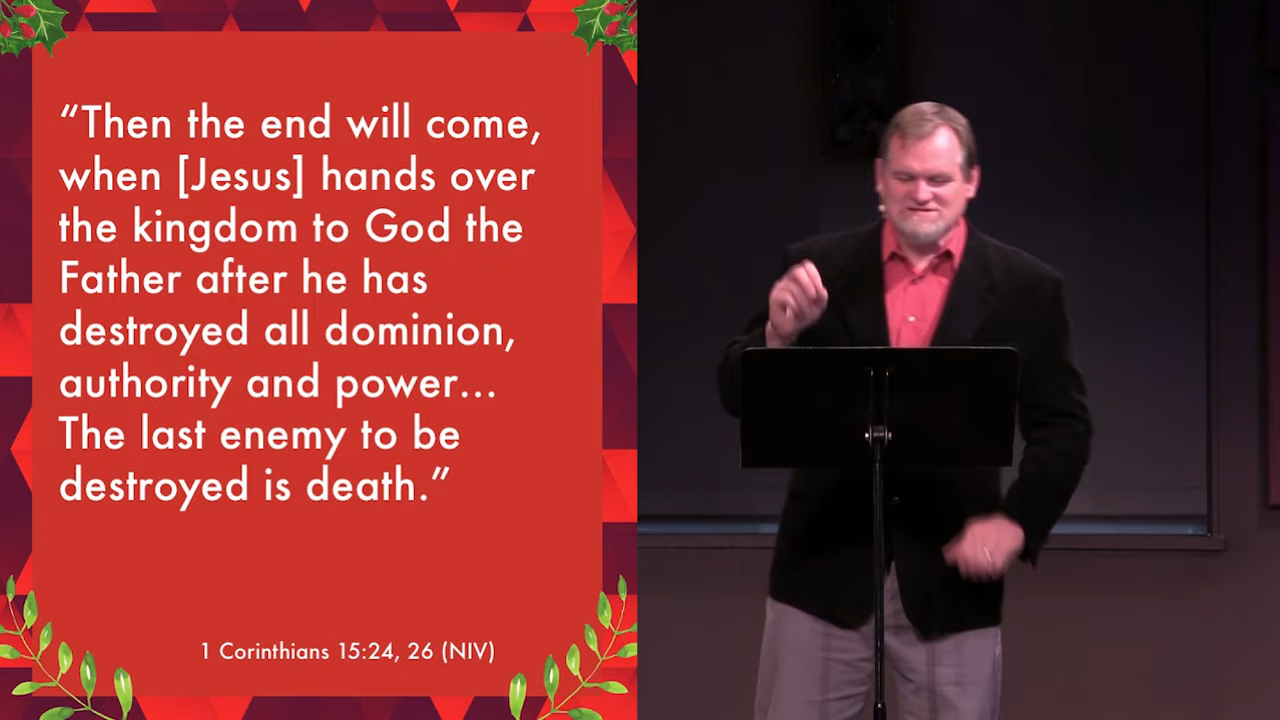 “Then the end will come,
when [Jesus] hands over
the kingdom to God the
Father after he has
destroyed all dominion,
authority and power...
The last enemy to be
destroyed is death.”
1 Corinthians 15:24, 26 (NIV)